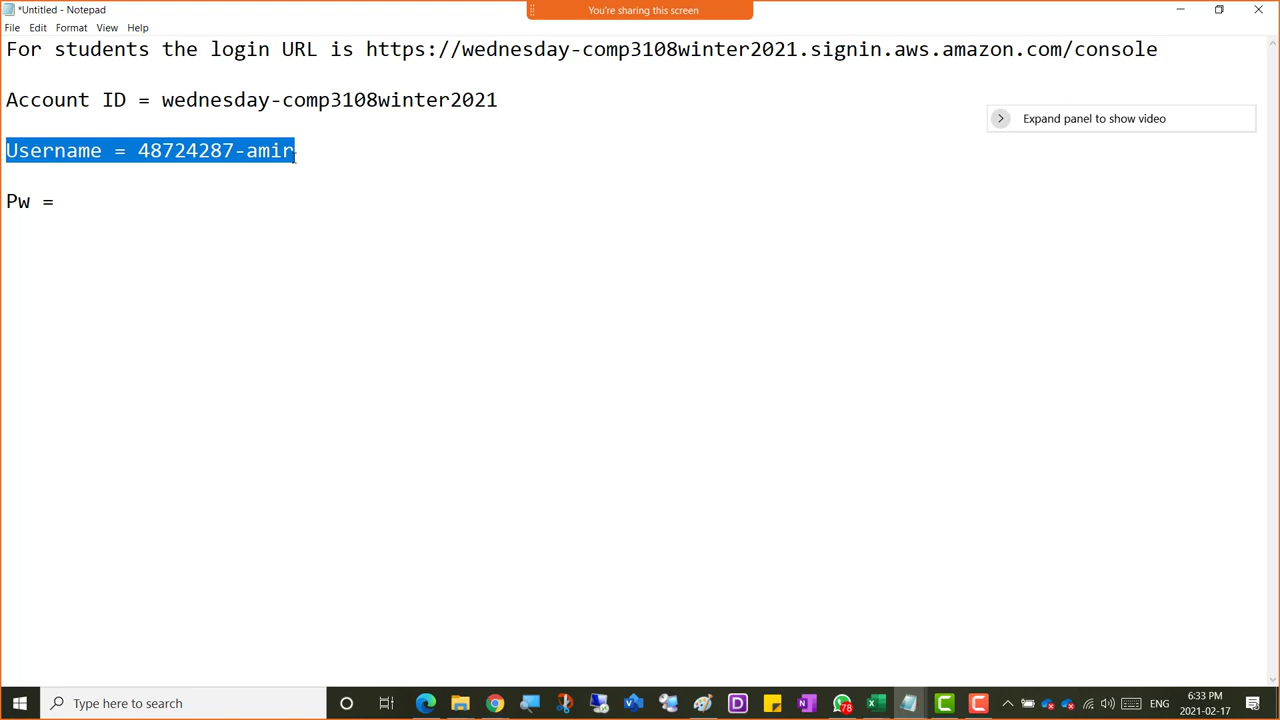 *Untitled - Notepad
You're sharing this screen
File Edit Format View Help
For students the login URL is https://wednesday-comp3108winter2021.signin.aws.amazon.com/console
Account ID = wednesday-comp3108winter2021
Expand panel to show video
Username = 48724287-amir
Pw =
Type here to search
78
ENG
6:33 PM
2021-02-17